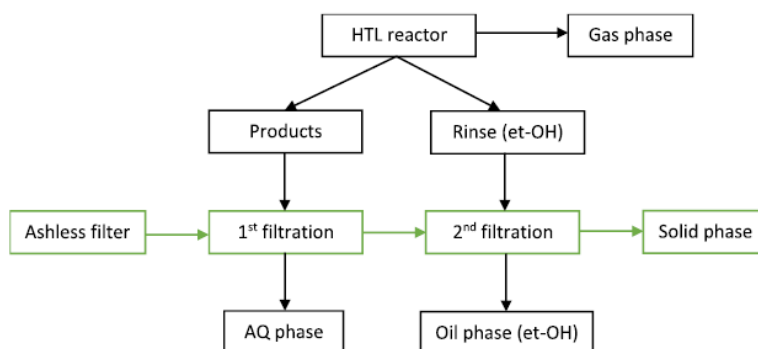 HTL reactor
Gas phase
Products
Rinse (et-OH)
Ashless filter
1st filtration
2nd filtration
Solid phase
AQ phase
Oil phase (et-OH)